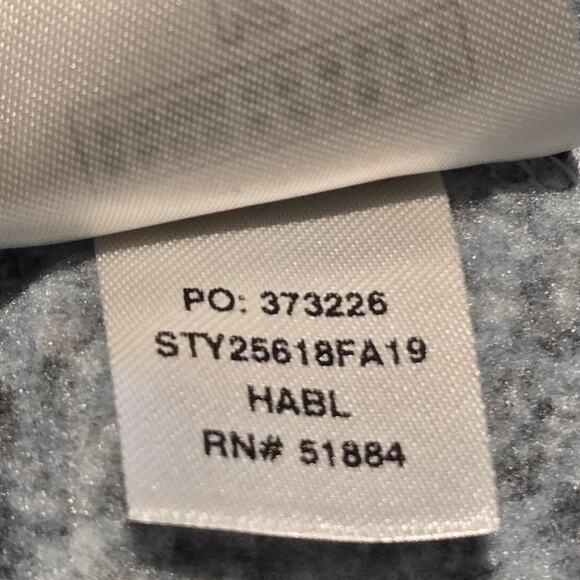 PO: 373226
STY25618FA19
HABL
RN# 51884